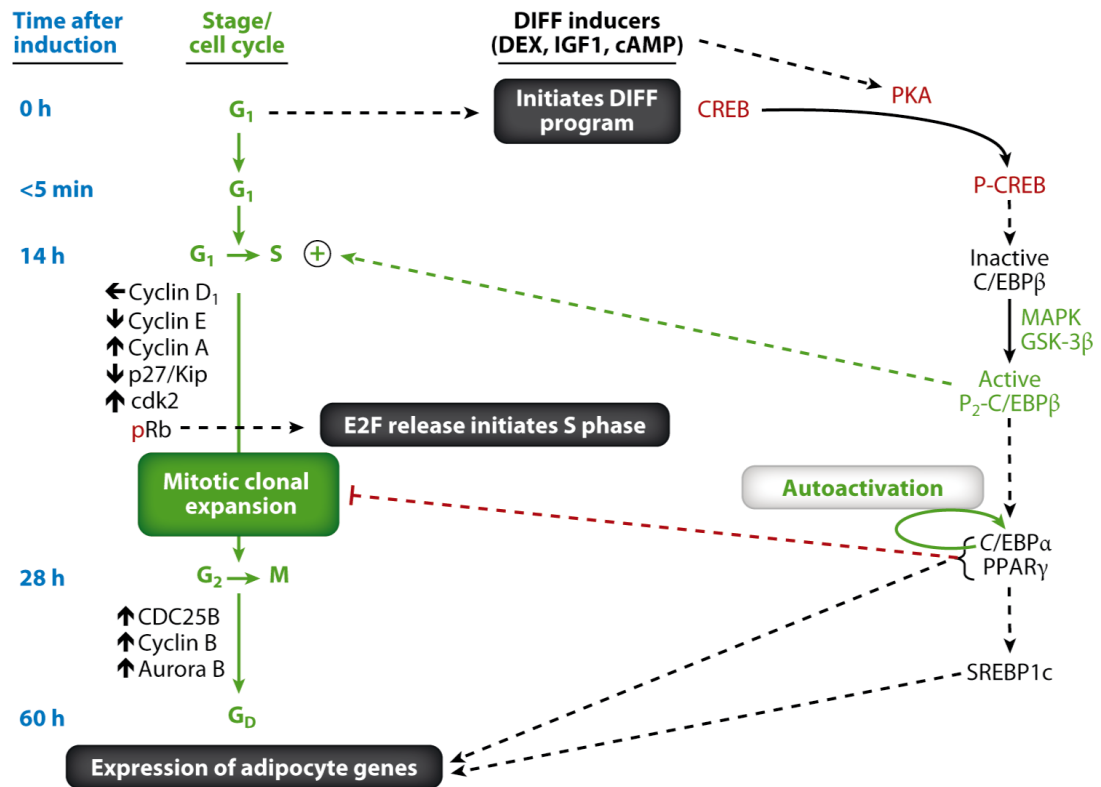 Time after
induction
Stage/
cell cycle
DIFF inducers
(DEX, IGF1, cAMP)
0 h
G1
Initiates DIFF
program
CREB
PKA
<5 min
G1
P-CREB
14 h
G1 S +
Inactive
C/EBPβ
Cyclin D1
Cyclin E
Cyclin A
p27/Kip
cdk2
pRb
MAPK
GSK-3β
Active
P2-C/EBPβ
E2F release initiates S phase
Mitotic clonal
expansion
Autoactivation
C/EBPα
PPARγ
28 h
G2 M
CDC25B
Cyclin B
Aurora B
SREBP1c
60 h
GD
Expression of adipocyte genes